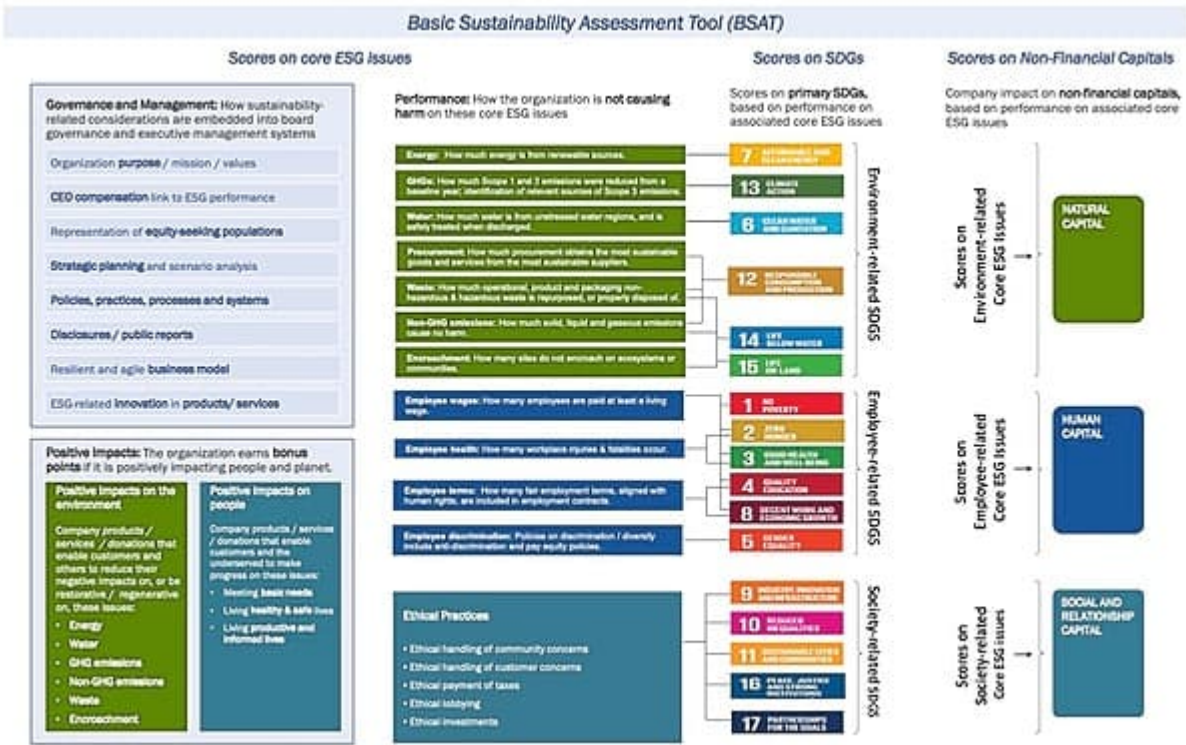 Basic Sustainability Assessment Tool (BSAT)
Scores on core ESG Issues
Governance and Management: How sustainability-
related considerations are embedded into board
governance and executive management systems
Organization purpose / mission / values
CEO compensation link to ESG performance
Representation of equity-seeking populations
Strategic planning and scenario analysis
Policies, practices, processes and systems
Disclosures / public reports
Resilient and agile business model
ESG-related innovation in products/ services
Positive Impacts: The organization earns bonus
points if it is positively impacting people and planet.
Positive Impacts on the
environment
Company products /
services / donations that
enable customers and
others to reduce their
negative impacts on, or be
restorative / regenerative
on, these issues:
• Energy
• Water
• GHG emissions
• Non-GHG emissions
• Waste
• Encroachment
Positive Impacts on
people
Company products / services
/ donations that enable
customers and the
underserved to make
progress on these issues:
• Meeting basic needs
• Living healthy & safe lives
• Living productive and
informed lives
Performance: How the organization is not causing
harm on these core ESG issues
Energy: How much energy is from renewable sources.
GHGs: How much Scope 1 and 2 emissions were reduced from a
baseline year; identification of relevant sources of Scope 3 emissions.
Water: How much water is from unstressed water regions, and is
safely treated when discharged.
Procurement: How much procurement obtains the most sustainable
goods and services from the most sustainable suppliers.
Waste: How much operational, product and packaging non-
hazardous & hazardous waste is repurposed, or properly disposed of.
Non-GHG emissions: How much solid, liquid and gaseous emissions
cause no harm.
Encroachment: How many sites do not encroach on ecosystems or
communities.
Employee wages: How many employees are paid at least a living
wage.
Employee health: How many workplace injuries & fatalities occur.
Employee terms: How many fair employment terms, aligned with
human rights, are included in employment contracts.
Employee discrimination: Policies on discrimination / diversity
include anti-discrimination and pay equity policies.
Ethical Practices
• Ethical handling of community concerns
• Ethical handling of customer concerns
• Ethical payment of taxes
• Ethical lobbying
• Ethical investments
Scores on SDGs
Scores on primary SDGs,
based on performance on
associated core ESG issues
7 AFFORDABLE AND
CLEAN ENERGY
13 CLIMATE
ACTION
6 CLEAN WATER
AND SANITATION
12 RESPONSIBLE
CONSUMPTION
AND PRODUCTION
14 LIFE
BELOW WATER
15 LIFE
ON LAND
Environment-related SDGS
1 NO
POVERTY
2 ZERO
HUNGER
3 GOOD HEALTH
AND WELL-BEING
4 QUALITY
EDUCATION
8 DECENT WORK AND
ECONOMIC GROWTH
5 GENDER
EQUALITY
Employee-related SDGS
9 INDUSTRY, INNOVATION
AND INFRASTRUCTURE
10 REDUCED
INEQUALITIES
11 SUSTAINABLE CITIES
AND COMMUNITIES
16 PEACE, JUSTICE
AND STRONG
INSTITUTIONS
17 PARTNERSHIPS
FOR THE GOALS
Society-related SDGS
Scores on Non-Financial Capitals
Company impact on non-financial capitals,
based on performance on associated core
ESG issues
Scores on
Environment-related
Core ESG Issues
NATURAL
CAPITAL
Scores on
Employee-related
Core ESG Issues
HUMAN
CAPITAL
Scores on
Society-related
Core ESG issues
SOCIAL AND
RELATIONSHIP
CAPITAL